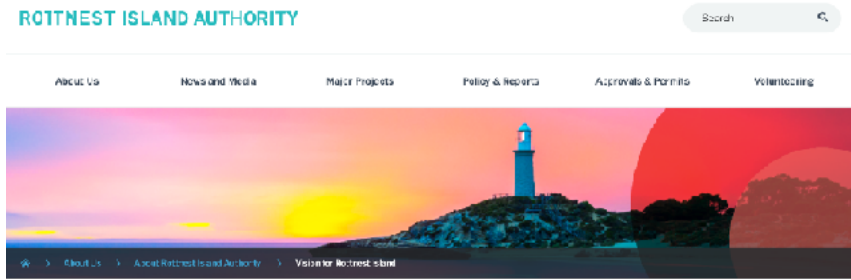 ROTTNEST ISLAND AUTHORITY
Search
About Us News and Media Major Projects Policy & Reports Approvals & Permits Volunteering
About Us > About Rottnest Island Authority > Vision for Rottnest Island